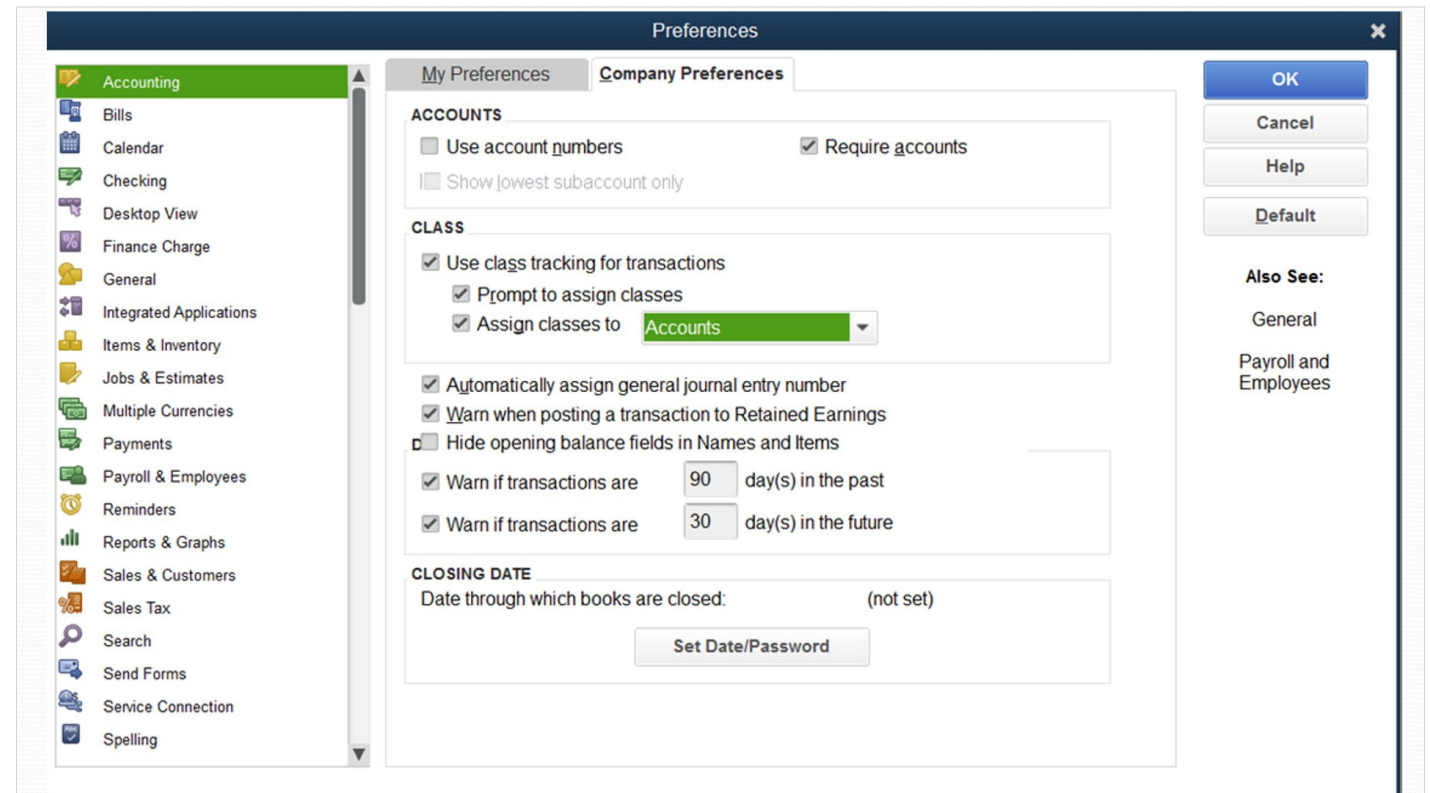 Preferences
Accounting
Bills
Calendar
Checking
Desktop View
Finance Charge
General
Integrated Applications
Items & Inventory
Jobs & Estimates
Multiple Currencies
Payments
Payroll & Employees
Reminders
Reports & Graphs
Sales & Customers
Sales Tax
Search
Send Forms
Service Connection
Spelling
My Preferences Company Preferences
ACCOUNTS
Use account numbers Require accounts
Show lowest subaccount only
CLASS
Use class tracking for transactions
Prompt to assign classes
Assign classes to Accounts
Automatically assign general journal entry number
Warn when posting a transaction to Retained Earnings
Hide opening balance fields in Names and Items
Warn if transactions are 90 day(s) in the past
Warn if transactions are 30 day(s) in the future
CLOSING DATE
Date through which books are closed: (not set)
Set Date/Password
OK
Cancel
Help
Default
Also See:
General
Payroll and
Employees